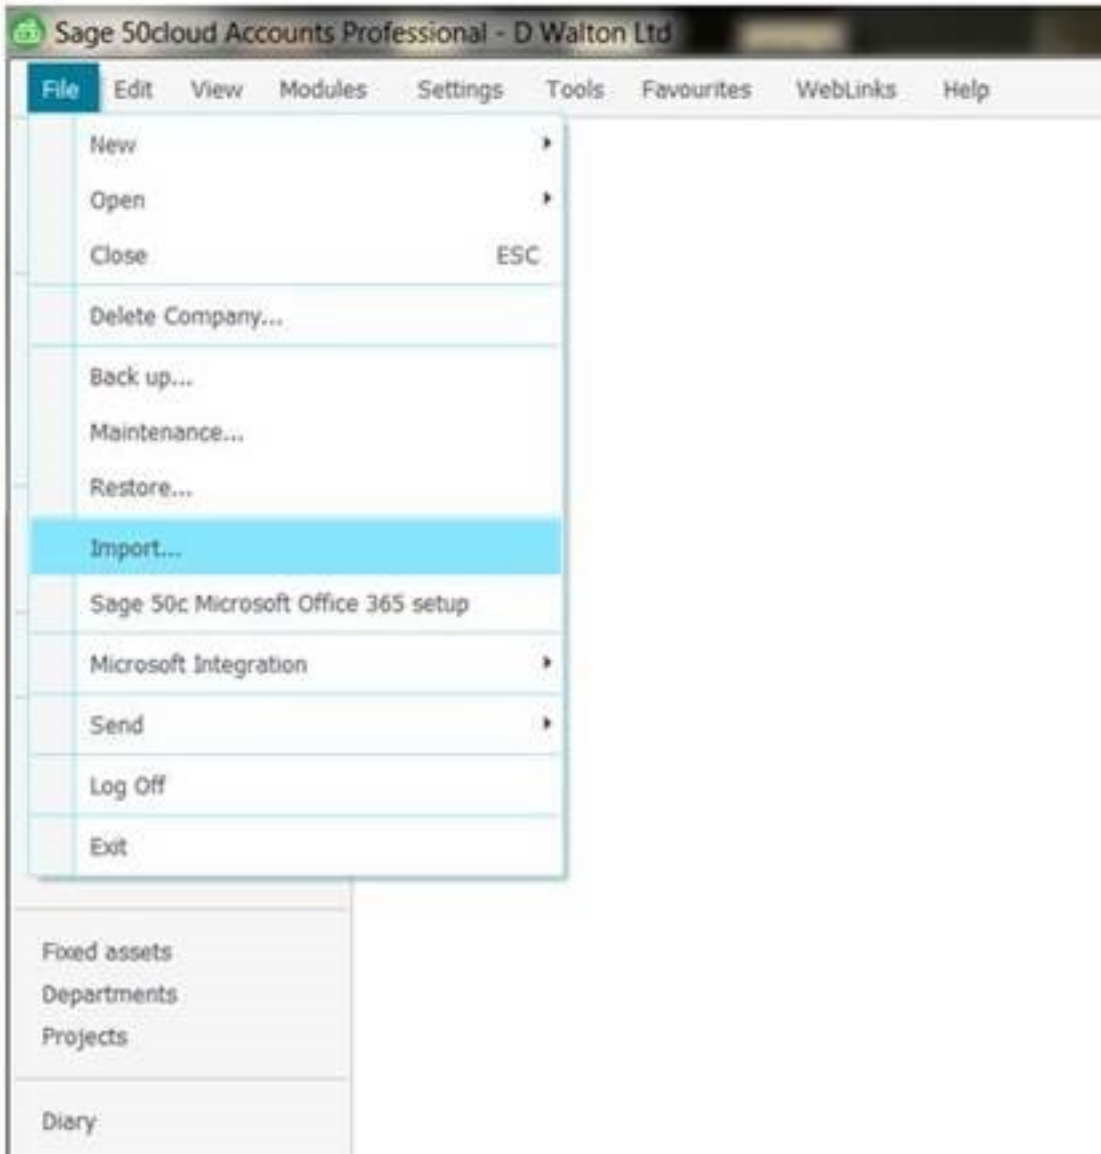 Sage 50cloud Accounts Professional - D Walton Ltd
File Edit View Modules Settings Tools Favourites WebLinks Help
New
Open
Close ESC
Delete Company...
Back up...
Maintenance...
Restore...
Import...
Sage 50c Microsoft Office 365 setup
Microsoft Integration
Send
Log Off
Exit
Fixed assets
Departments
Projects
Diary